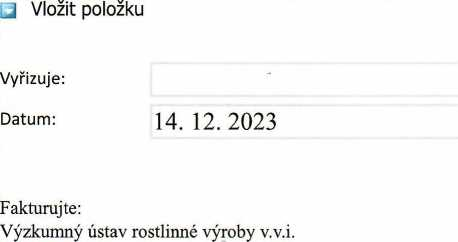 Vložit položku
Vyřizuje:
Datum: 14. 12. 2023
Fakturujte:
Výzkumný ústav rostlinné výroby v.v.i.